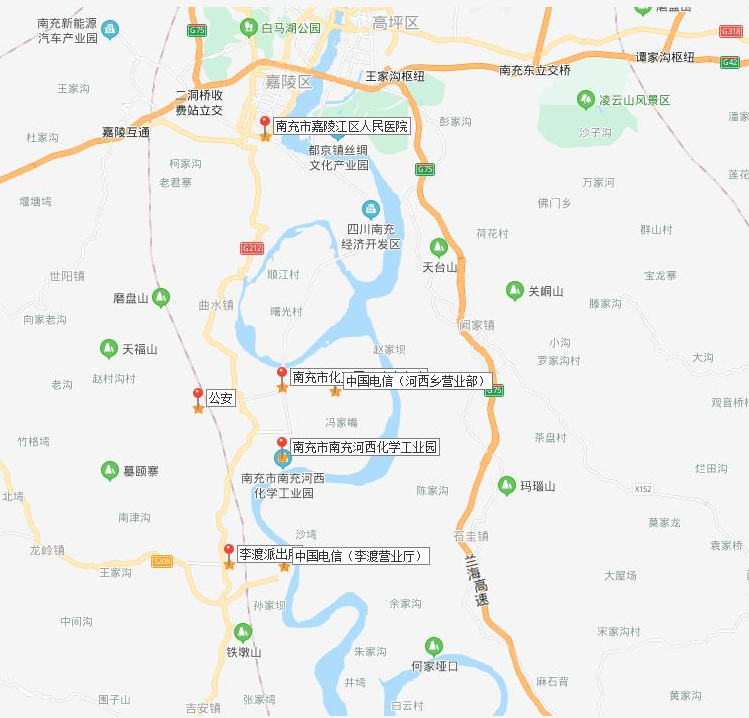 南充新能源
汽车产业园
G75
白马湖公园
高坪区
磨盘山
G318
G42
王家沟
二洞桥收
费站立交
嘉陵区
王家沟枢纽
南充东立交桥
谭家沟枢纽
凌云山风景区
杜家沟
嘉陵互通
南充市嘉陵江区人民医院
彭家沟
沙子沟
潘家
柯家沟
老君寨
都京镇丝绸
文化产业园
G75
万家河
莲花
堰塘塆
四川南充
经济开发区
佛门乡
G212
荷花村
群山村
世阳镇
顺江村
天台山
宝龙寨
磨盘山
曲水镇
曙光村
关峒山
滕家沟
向家老沟
阙家镇
天福山
赵家坝
小沟
罗家沟村
大沟
老沟
赵村沟村
南充市化
中国电信（河西乡营业部）
G75
公安
观音桥村
竹格塆
冯家嘴
茶盘村
南充市南充河西化学工业园
墓颐寨
南充市南充河西
化学工业园
陈家沟
玛瑙山
烂田沟
X152
北塆
南津沟
龙岭镇
沙塆
石圭镇
莫家龙
袁家桥
李渡派出
中国电信（李渡营业厅）
王家沟
兰海高速
大屋场
孙家坝
余家沟
中间沟
铁墩山
朱家沟
何家垭口
宋家沟村
井塆
麻石背
团子山
张家塆
吉安镇
白云村
黄家沟